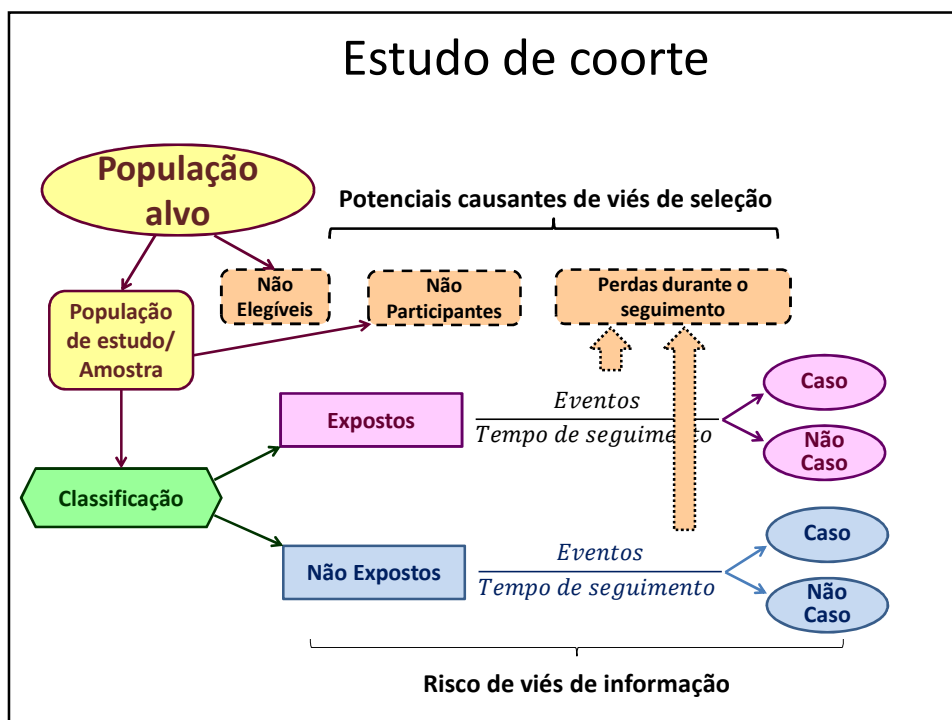 Estudo de coorte
População
alvo
Potenciais causantes de viés de seleção
Não
Elegíveis
Não
Participantes
Perdas durante o
seguimento
População
de estudo/
Amostra
Expostos
Eventos
Tempo de seguimento
Caso
Não
Caso
Classificação
Não Expostos
Eventos
Tempo de seguimento
Caso
Não
Caso
Risco de viés de informação